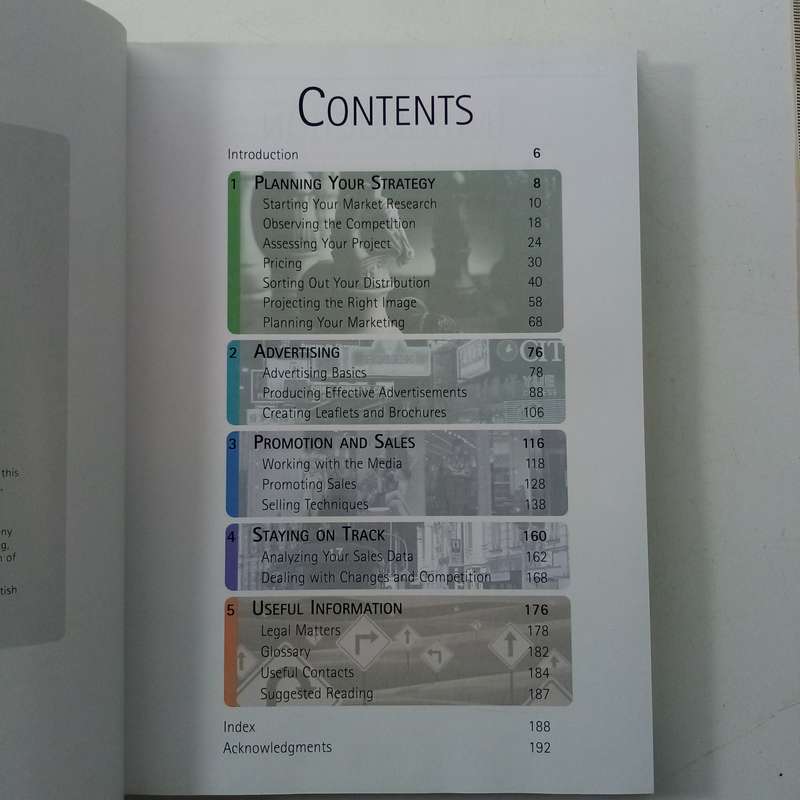 CONTENTS
Introduction 6
1 PLANNING YOUR STRATEGY 8
Starting Your Market Research 10
Observing the Competition 18
Assessing Your Project 24
Pricing 30
Sorting Out Your Distribution 40
Projecting the Right Image 58
Planning Your Marketing 68
2 ADVERTISING 76
Advertising Basics 78
Producing Effective Advertisements 88
Creating Leaflets and Brochures 106
3 PROMOTION AND SALES 116
Working with the Media 118
Promoting Sales 128
Selling Techniques 138
4 STAYING ON TRACK 160
Analyzing Your Sales Data 162
Dealing with Changes and Competition 168
5 USEFUL INFORMATION 176
Legal Matters 178
Glossary 182
Useful Contacts 184
Suggested Reading 187
Index 188
Acknowledgments 192
this
of